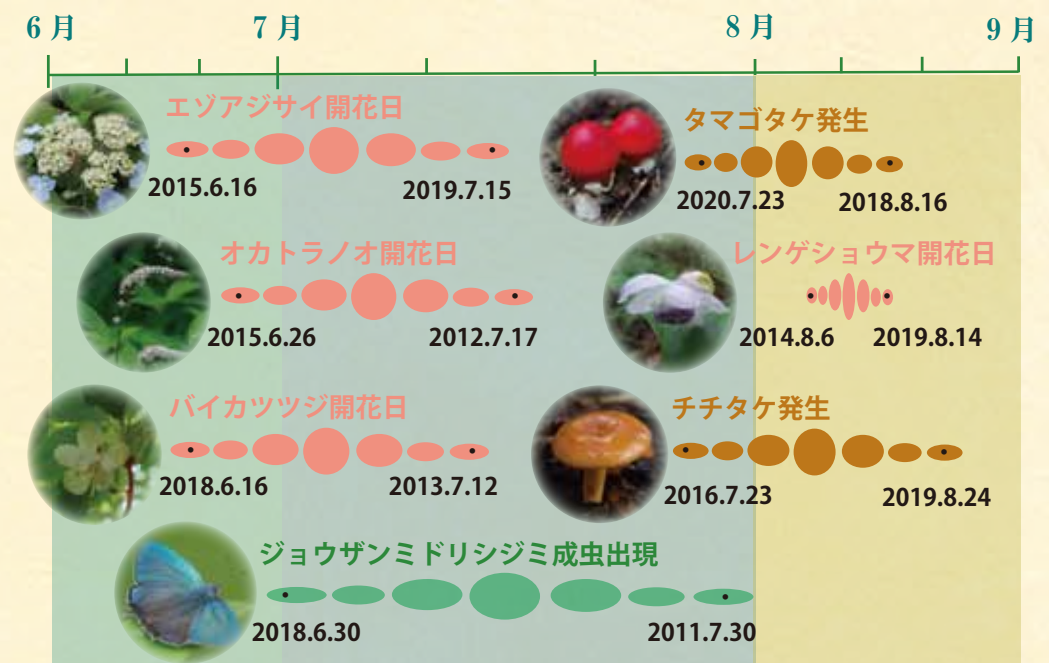 6月
7月
8月
9月
エゾアジサイ開花日
2015.6.16
2019.7.15
タマゴタケ発生
2020.7.23
2018.8.16
オカトラノオ開花日
2015.6.26
2012.7.17
レンゲショウマ開花日
2014.8.6
2019.8.14
バイカツツジ開花日
2018.6.16
2013.7.12
チチタケ発生
2016.7.23
2019.8.24
ジョウザンミドリシジミ成虫出現
2018.6.30
2011.7.30